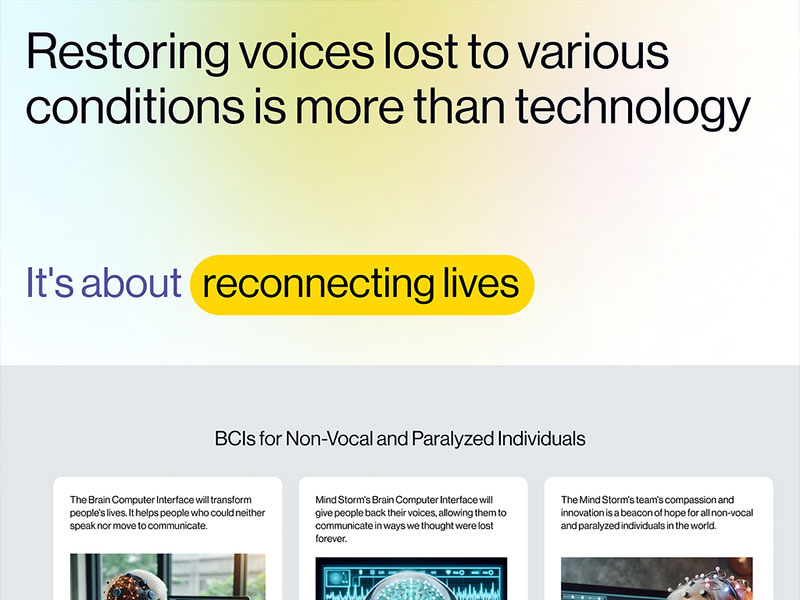 Restoring voices lost to various
conditions is more than technology
It's about reconnecting lives
BCIs for Non-Vocal and Paralyzed Individuals
The Brain Computer Interface will transform
people's lives. It helps people who could neither
speak nor move to communicate.
Mind Storm's Brain Computer Interface will
give people back their voices, allowing them to
communicate in ways we thought were lost
forever.
The Mind Storm's team's compassion and
innovation is a beacon of hope for all non-vocal
and paralyzed individuals in the world.